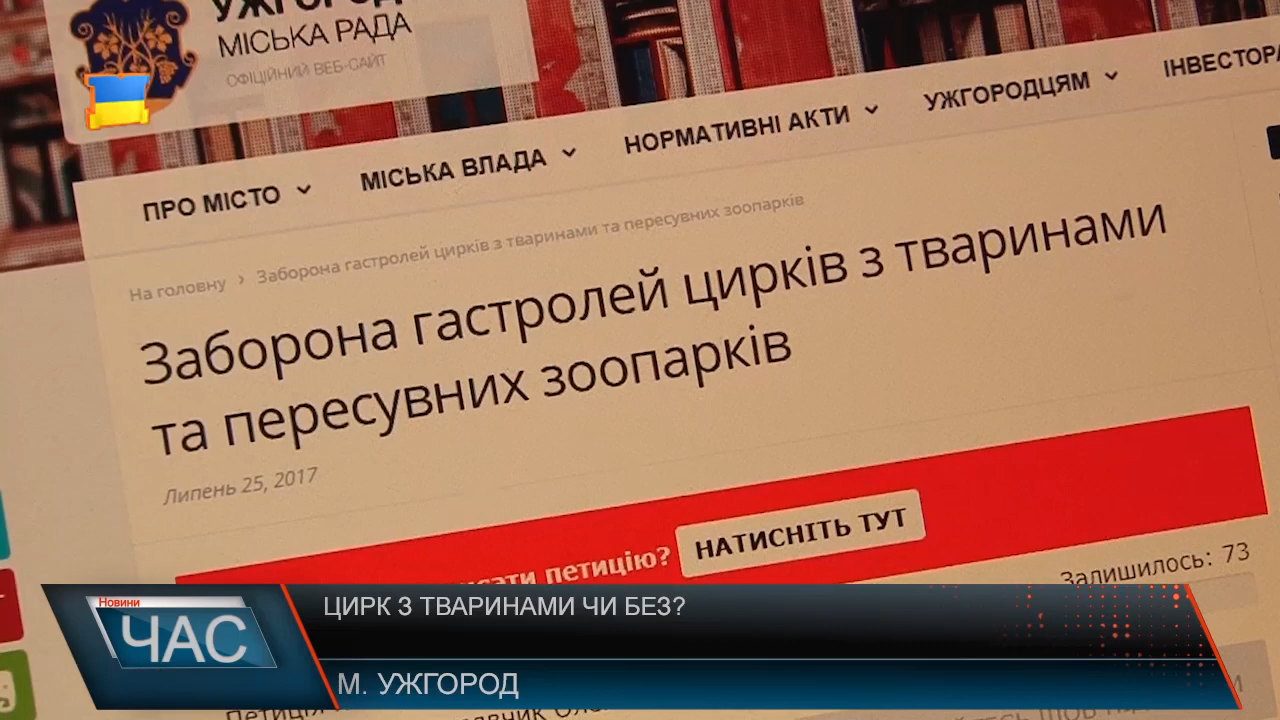 УЖГОРОД
МІСЬКА РАДА
ОФІЦІЙНИЙ ВЕБ-САЙТ
ПРО МІСТО МІСЬКА ВЛАДА НОРМАТИВНІ АКТИ УЖГОРОДЦЯМ ІНВЕСТОРА
На головну › Заборона гастролей цирків з тваринами та пересувних зоопарків
Заборона гастролей цирків з тваринами
та пересувних зоопарків
Липень 25, 2017
петицію? НАТИСНІТЬ ТУТ
Залишилось: 73
Новини
ЧАС
ЦИРК З ТВАРИНАМИ ЧИ БЕЗ?
М. УЖГОРОД